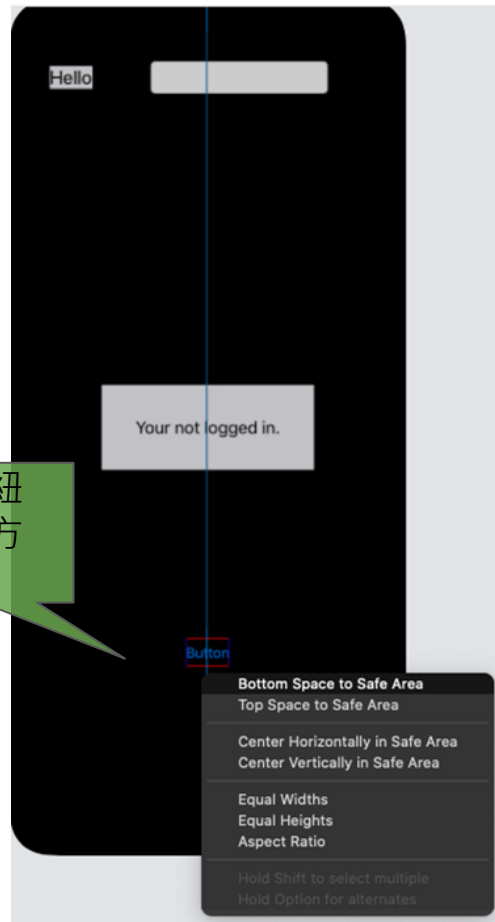 Hello
Your not logged in.
紐
方
Button
Bottom Space to Safe Area
Top Space to Safe Area
Center Horizontally in Safe Area
Center Vertically in Safe Area
Equal Widths
Equal Heights
Aspect Ratio
Hold Shift to select multiple
Hold Option for alternates